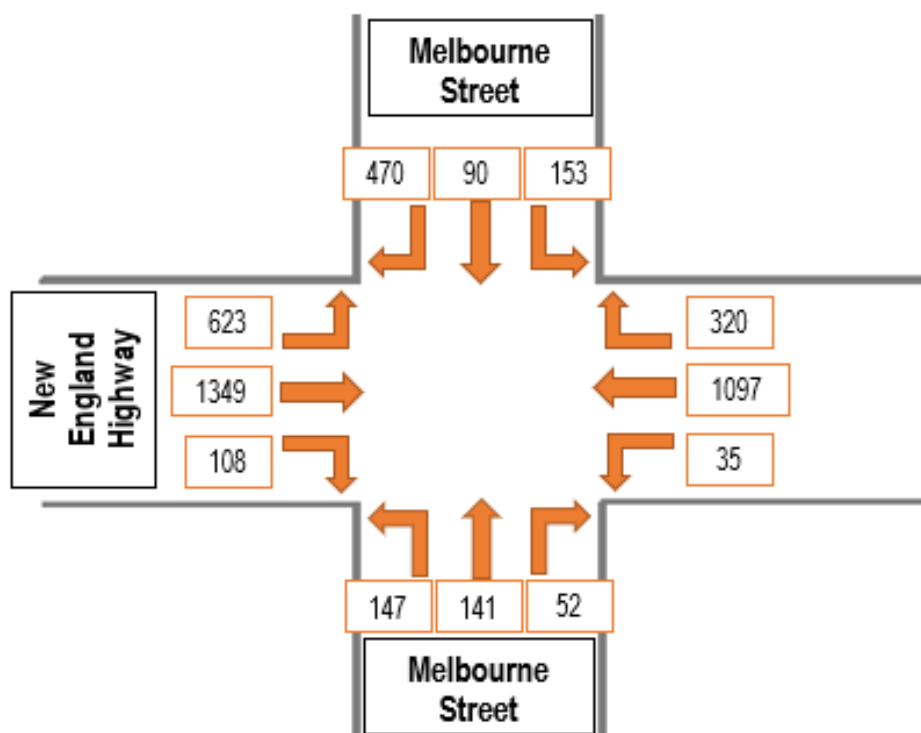 Melbourne
Street
470 90 153
New
England
Highway
623
1349
108
320
1097
35
147 141 52
Melbourne
Street